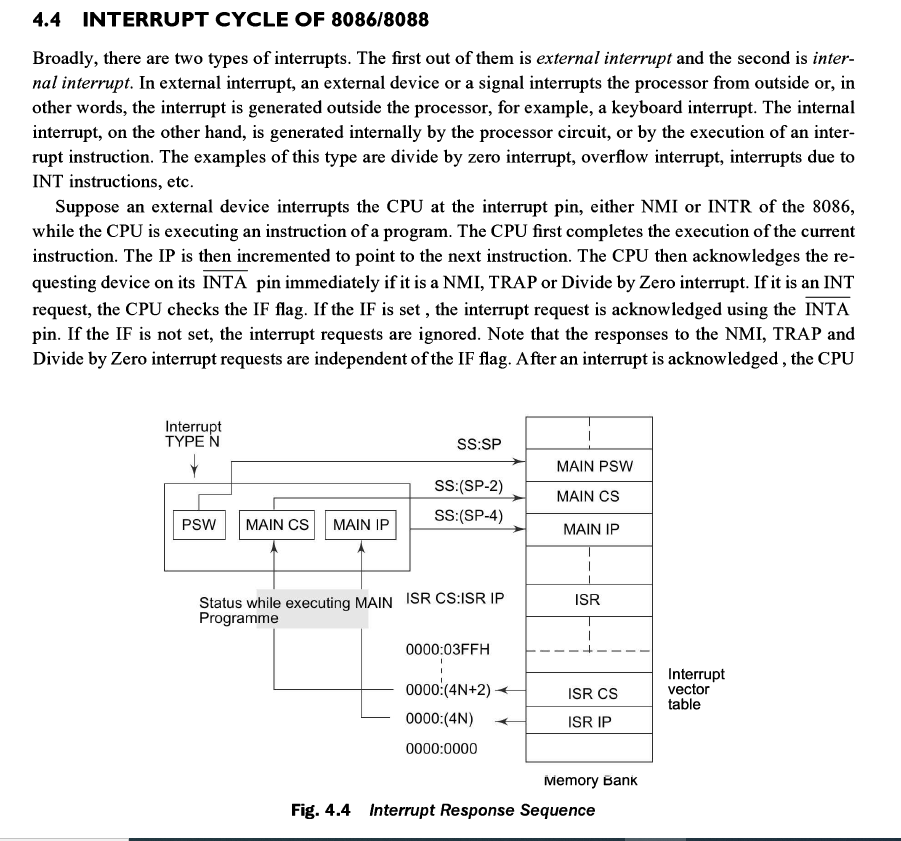 4.4 INTERRUPT CYCLE OF 8086/8088
Broadly, there are two types of interrupts. The first out of them is external interrupt and the second is inter-
nal interrupt. In external interrupt, an external device or a signal interrupts the processor from outside or, in
other words, the interrupt is generated outside the processor, for example, a keyboard interrupt. The internal
interrupt, on the other hand, is generated internally by the processor circuit, or by the execution of an inter-
rupt instruction. The examples of this type are divide by zero interrupt, overflow interrupt, interrupts due to
INT instructions, etc.
Suppose an external device interrupts the CPU at the interrupt pin, either NMI or INTR of the 8086,
while the CPU is executing an instruction of a program. The CPU first completes the execution of the current
instruction. The IP is then incremented to point to the next instruction. The CPU then acknowledges the re-
questing device on its INTA pin immediately if it is a NMI, TRAP or Divide by Zero interrupt. If it is an INT
request, the CPU checks the IF flag. If the IF is set , the interrupt request is acknowledged using the INTA
pin. If the IF is not set, the interrupt requests are ignored. Note that the responses to the NMI, TRAP and
Divide by Zero interrupt requests are independent of the IF flag. After an interrupt is acknowledged , the CPU
Interrupt
TYPE N
SS:SP
MAIN PSW
SS:(SP-2)
MAIN CS
SS:(SP-4)
MAIN IP
PSW
MAIN CS
MAIN IP
Status while executing MAIN
Programme
ISR CS:ISR IP
ISR
0000:03FFH
0000:(4N+2)
ISR CS
Interrupt
vector
table
0000:(4N)
ISR IP
0000:0000
Memory Bank
Fig. 4.4 Interrupt Response Sequence